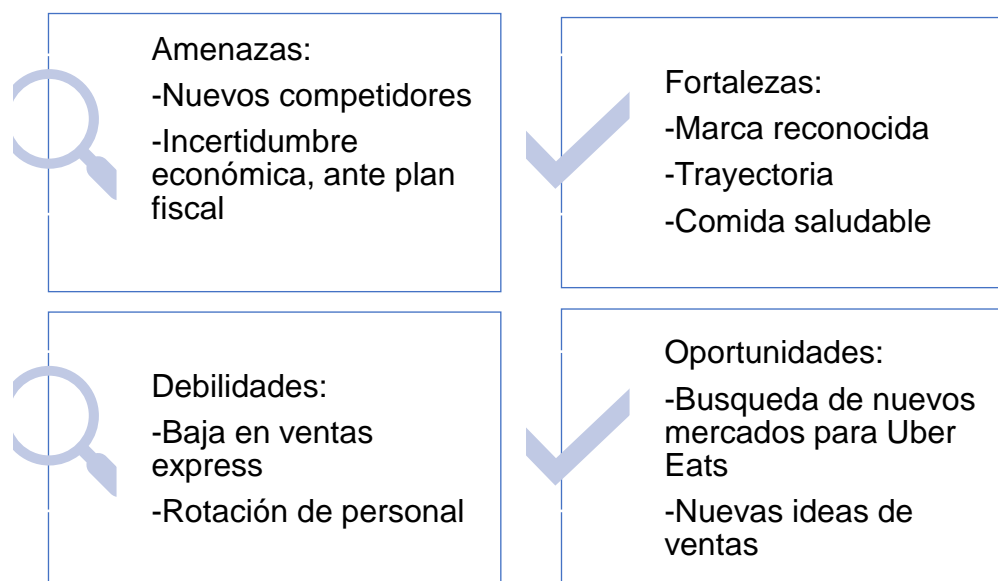 Amenazas:
-Nuevos competidores
-Incertidumbre
económica, ante plan
fiscal
Fortalezas:
-Marca reconocida
-Trayectoria
-Comida saludable
Debilidades:
-Baja en ventas
express
-Rotación de personal
Oportunidades:
-Busqueda de nuevos
mercados para Uber
Eats
-Nuevas ideas de
ventas